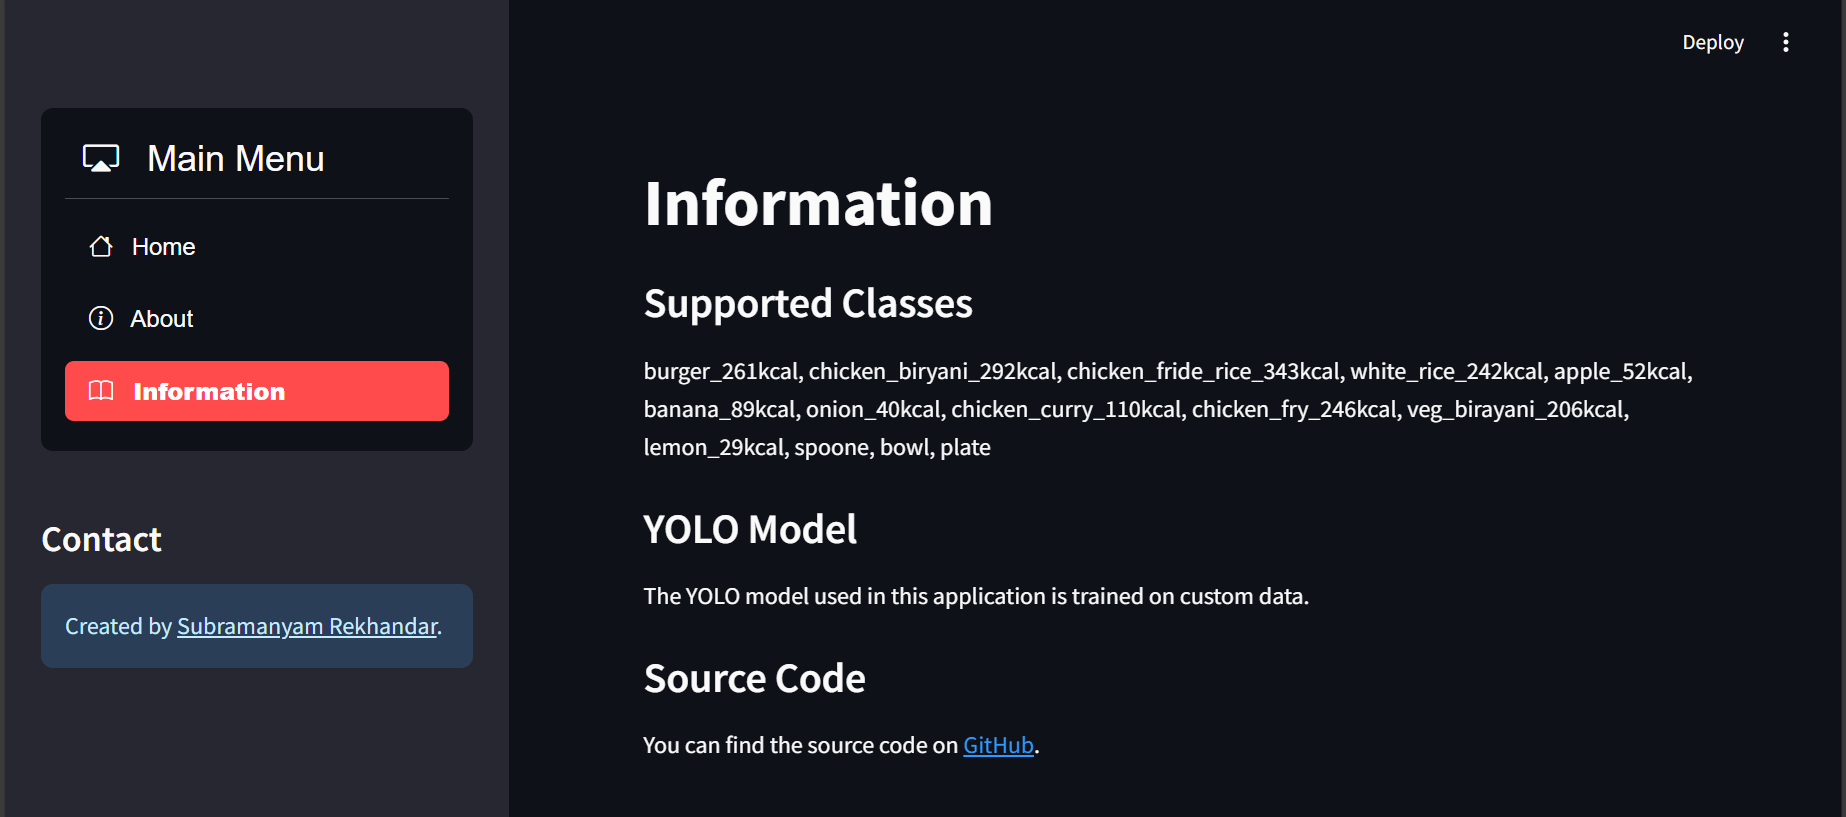 Deploy
Main Menu
Home
About
Information
Contact
Created by Subramanyam Rekhandar.
Information
Supported Classes
burger_261kcal, chicken_biryani_292kcal, chicken_fride_rice_343kcal, white_rice_242kcal, apple_52kcal,
banana_89kcal, onion_40kcal, chicken_curry_110kcal, chicken_fry_246kcal, veg_birayani_206kcal,
lemon_29kcal, spoone, bowl, plate
YOLO Model
The YOLO model used in this application is trained on custom data.
Source Code
You can find the source code on GitHub.